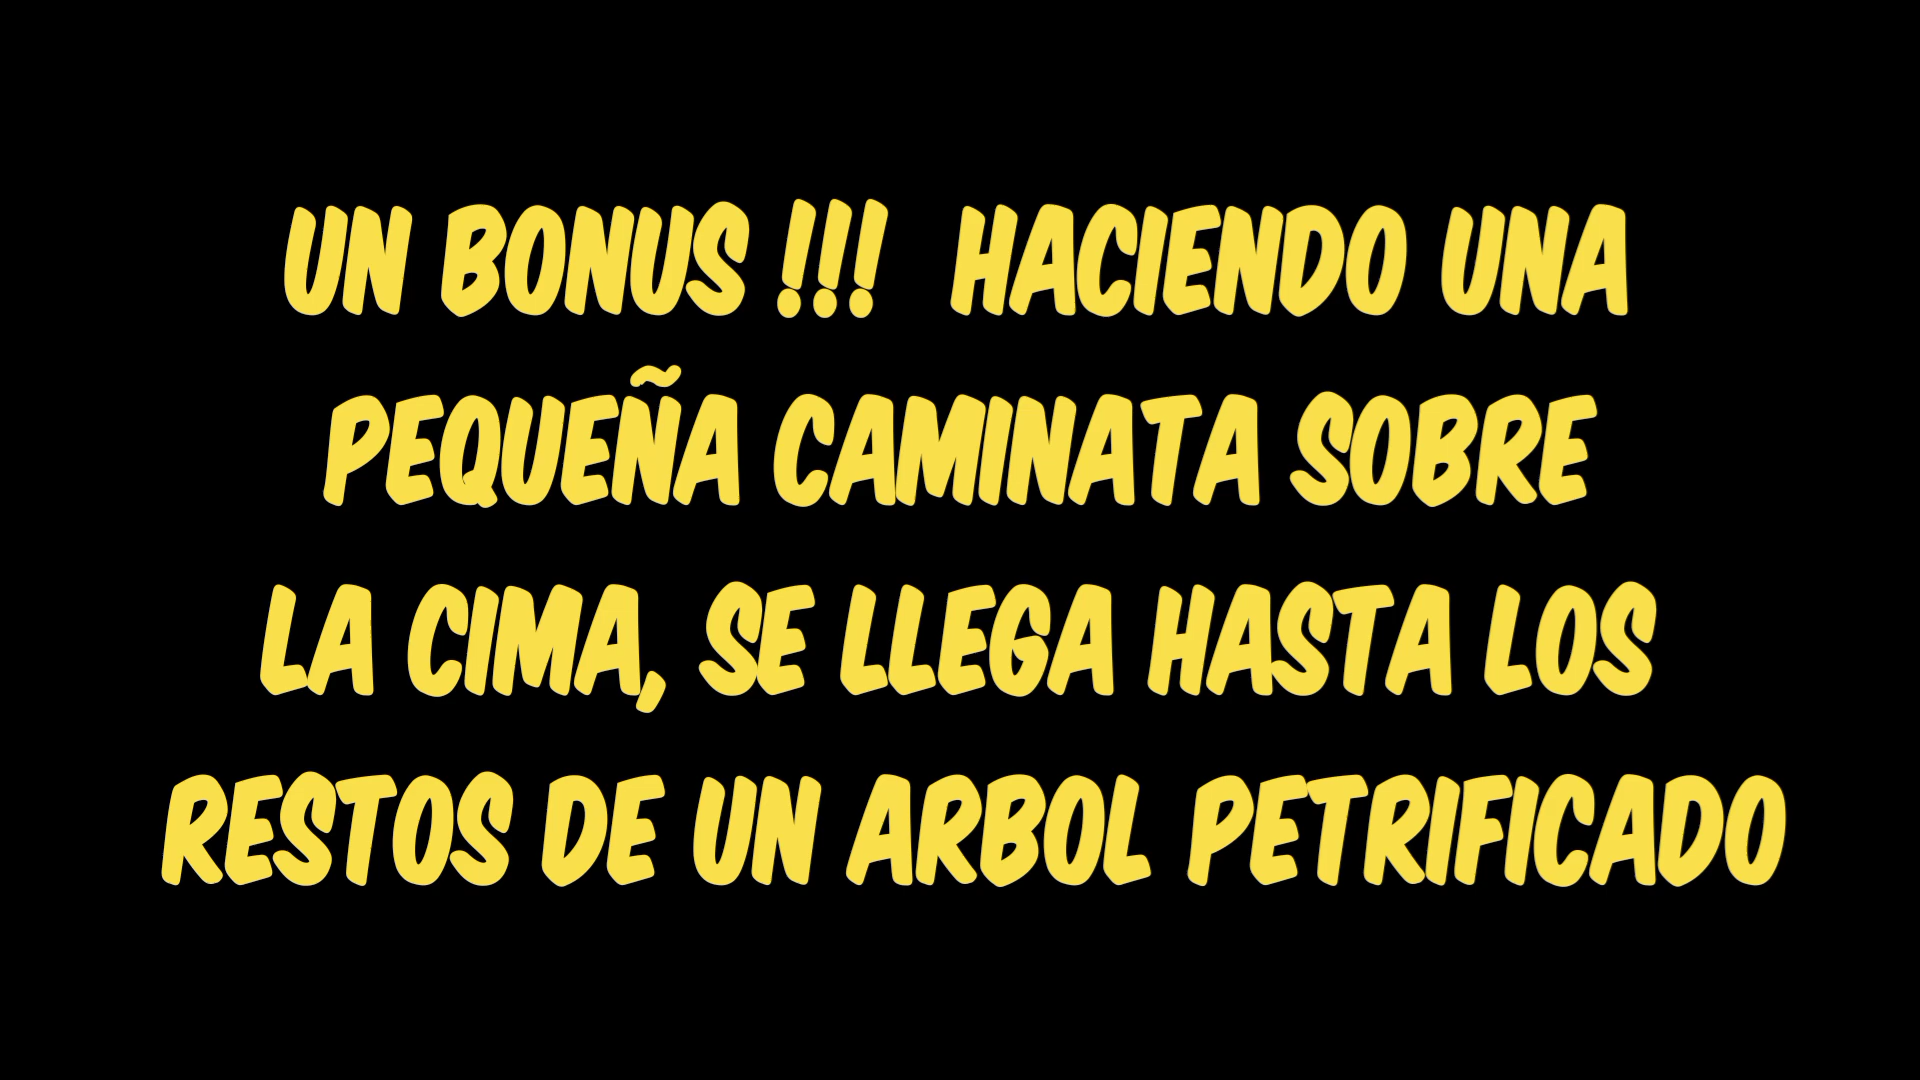 UN BONUS !!!  HACIENDO UNA
PEQUEÑA CAMINATA SOBRE
LA CIMA, SE LLEGA HASTA LOS
RESTOS DE UN ARBOL PETRIFICADO